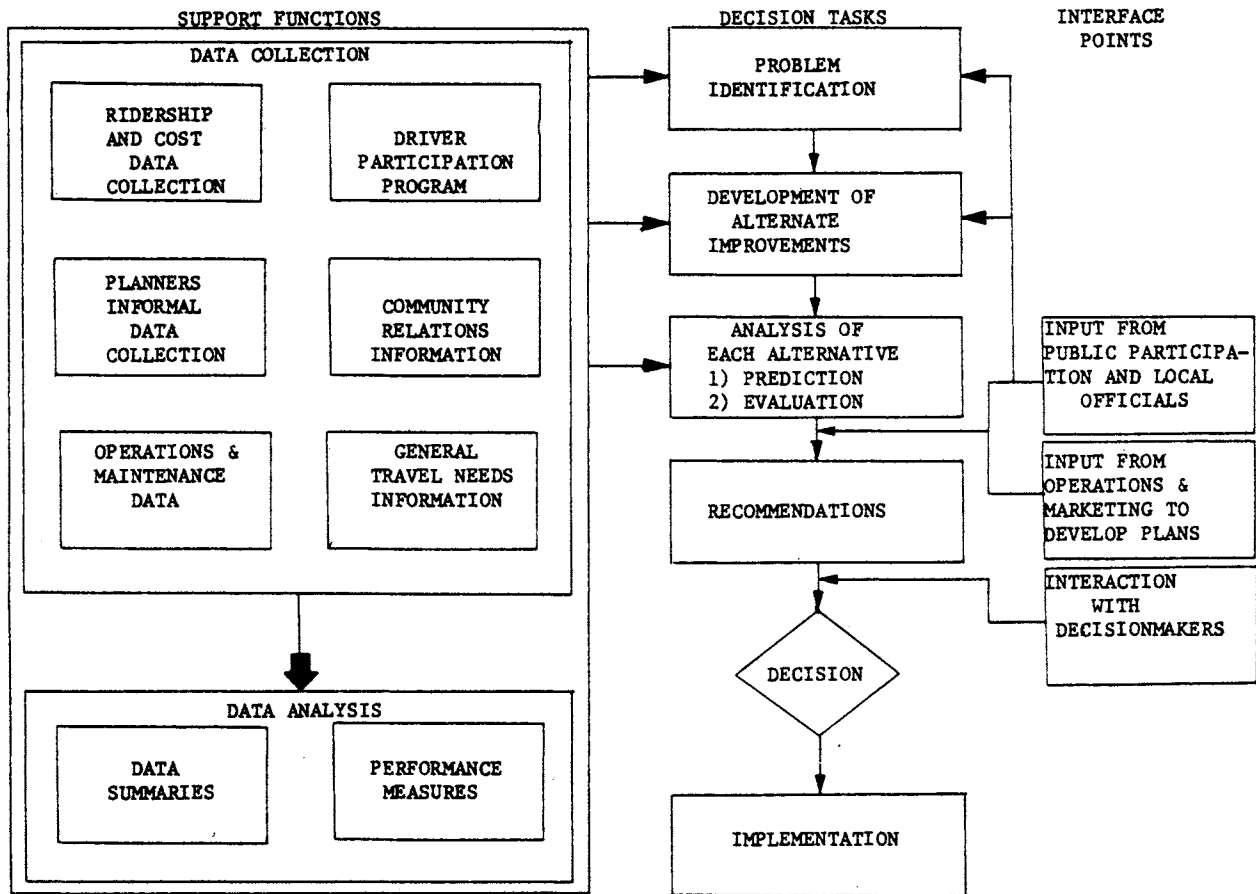 SUPPORT FUNCTIONS
DATA COLLECTION
RIDERSHIP
AND COST
DATA
COLLECTION
DRIVER
PARTICIPATION
PROGRAM
PLANNERS
INFORMAL
DATA
COLLECTION
COMMUNITY
RELATIONS
INFORMATION
OPERATIONS &
MAINTENANCE
DATA
GENERAL
TRAVEL NEEDS
INFORMATION
DATA ANALYSIS
DATA
SUMMARIES
PERFORMANCE
MEASURES
DECISION TASKS
PROBLEM
IDENTIFICATION
DEVELOPMENT OF
ALTERNATE
IMPROVEMENTS
ANALYSIS OF
EACH ALTERNATIVE
1) PREDICTION
2) EVALUATION
RECOMMENDATIONS
DECISION
IMPLEMENTATION
INTERFACE
POINTS
INPUT FROM
PUBLIC PARTICIPA-
TION AND LOCAL
OFFICIALS
INPUT FROM
OPERATIONS &
MARKETING TO
DEVELOP PLANS
INTERACTION
WITH
DECISIONMAKERS